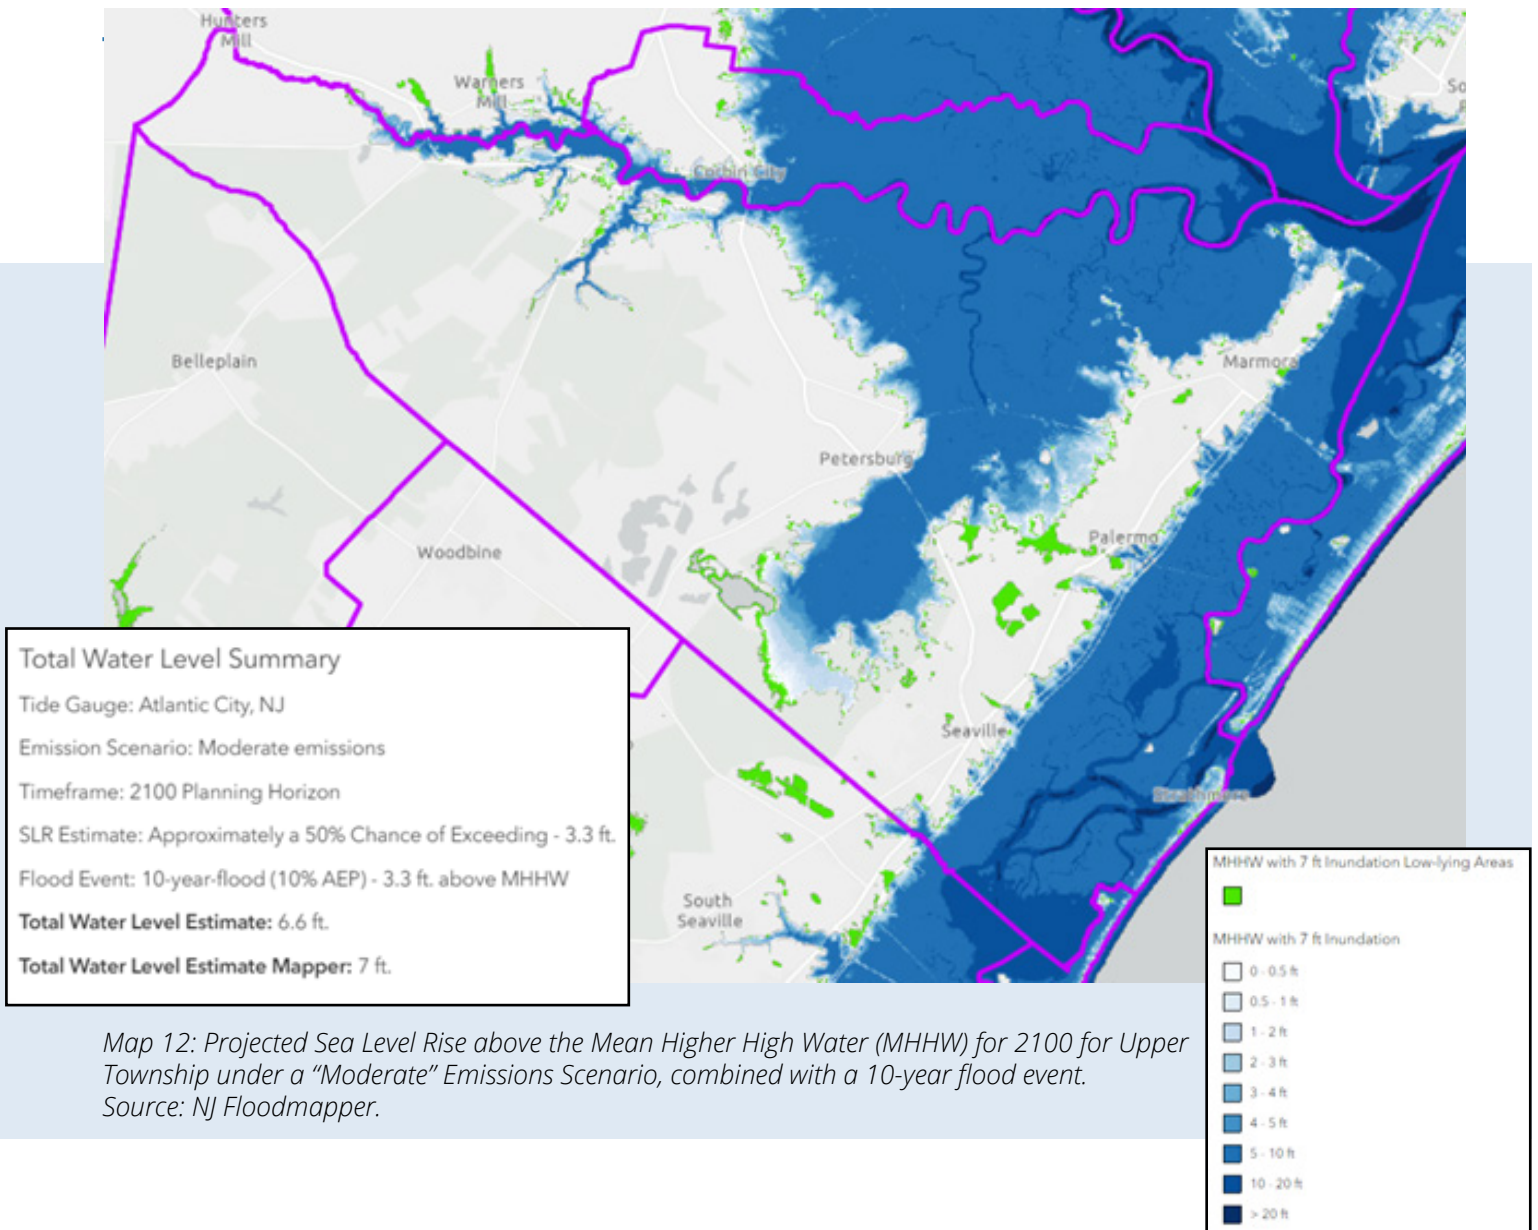 Hunters
Mill
Warners
Mill
Corbin City
Belleplain
Marmora
Petersburg
Woodbine
Palermo
Seaville
Strathmere
South
Seaville
So
Total Water Level Summary
Tide Gauge: Atlantic City, NJ
Emission Scenario: Moderate emissions
Timeframe: 2100 Planning Horizon
SLR Estimate: Approximately a 50% Chance of Exceeding - 3.3 ft.
Flood Event: 10-year-flood (10% AEP) - 3.3 ft. above MHHW
Total Water Level Estimate: 6.6 ft.
Total Water Level Estimate Mapper: 7 ft.
MHHW with 7 ft Inundation Low-lying Areas
MHHW with 7 ft Inundation
0 - 0.5 ft
0.5 - 1 ft
1 - 2 ft
2 - 3 ft
3 - 4 ft
4 - 5 ft
5 - 10 ft
10 - 20 ft
> 20 ft
Map 12: Projected Sea Level Rise above the Mean Higher High Water (MHHW) for 2100 for Upper
Township under a “Moderate” Emissions Scenario, combined with a 10-year flood event.
Source: NJ Floodmapper.